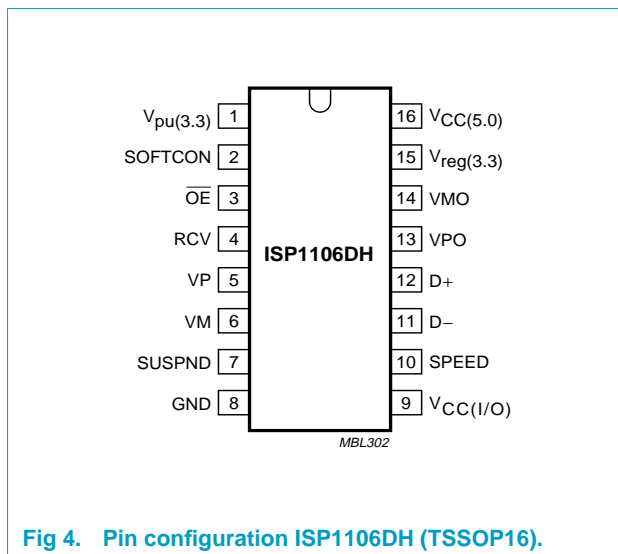 Vpu(3.3) 1 16 VCC(5.0)
SOFTCON 2 15 Vreg(3.3)
OE 3 14 VMO
RCV 4 13 VPO
ISP1106DH
VP 5 12 D+
VM 6 11 D−
SUSPND 7 10 SPEED
GND 8 9 VCC(I/O)
MBL302
Fig 4. Pin configuration ISP1106DH (TSSOP16).